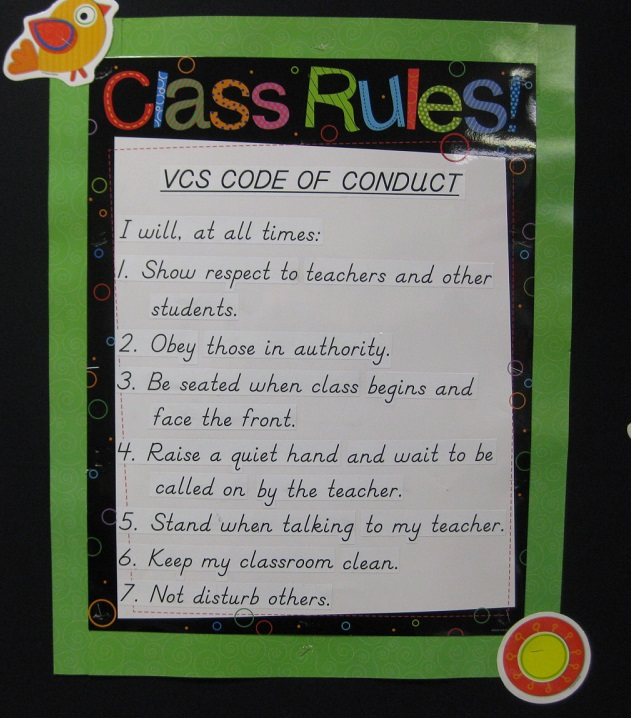 Class Rules!
VCS CODE OF CONDUCT
I will, at all times:
1. Show respect to teachers and other
students.
2. Obey those in authority.
3. Be seated when class begins and
face the front.
4. Raise a quiet hand and wait to be
called on by the teacher.
5. Stand when talking to my teacher.
6. Keep my classroom clean.
7. Not disturb others.